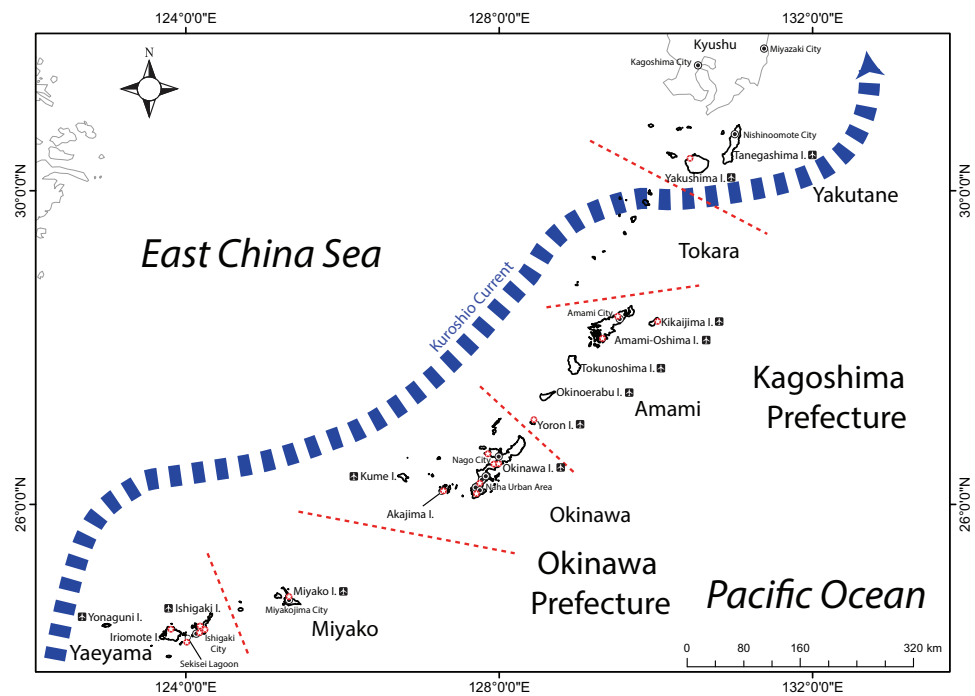 124°0'0"E
128°0'0"E
132°0'0"E
N
Kyushu
Miyazaki City
Kagoshima City
Nishinoomote City
Tanegashima I.
Yakushima I.
Yakutane
30°0'0"N
30°0'0"N
East China Sea
Tokara
Kuroshio Current
Amami City
Kikaijima I.
Amami-Oshima I.
Tokunoshima I.
Kagoshima
Prefecture
Okinoerabu I.
Amami
Yoron I.
Nago City
Okinawa I.
Kume I.
Naha Urban Area
Akajima I.
26°0'0"N
26°0'0"N
Okinawa
Okinawa
Prefecture
Pacific Ocean
Miyako I.
Miyakojima City
Miyako
Ishigaki I.
Yonaguni I.
Iriomote I.
Ishigaki
City
Yaeyama
Sekisei Lagoon
0 80 160 320 km
124°0'0"E
128°0'0"E
132°0'0"E